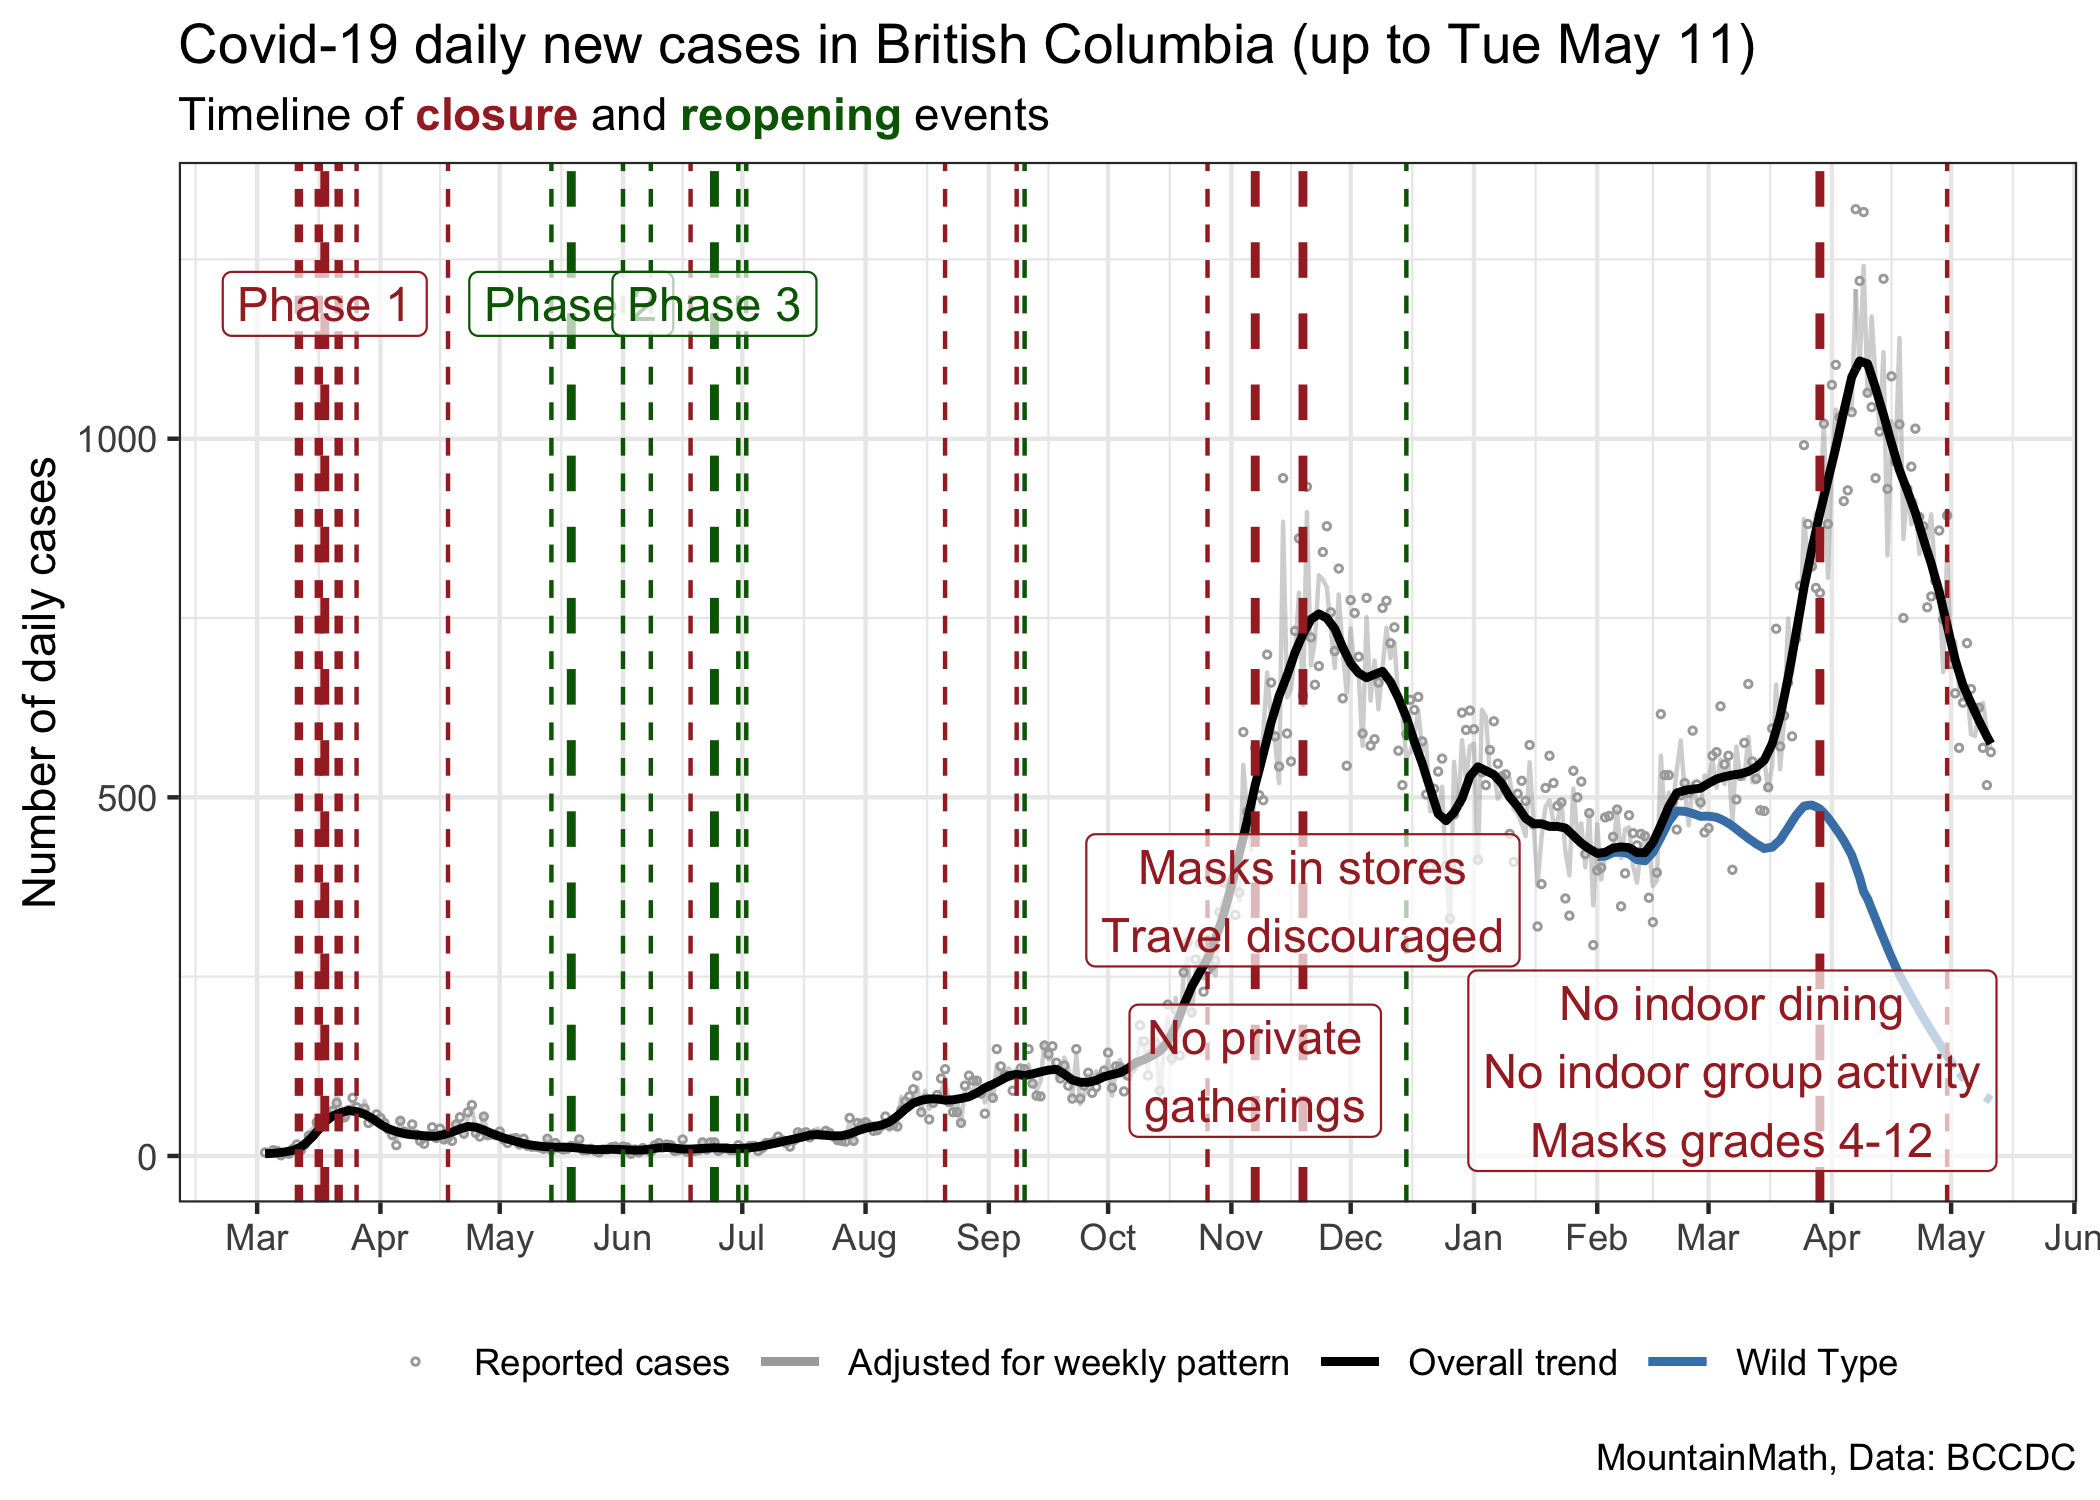 Covid-19 daily new cases in British Columbia (up to Tue May 11)
Timeline of closure and reopening events
Number of daily cases
1000
500
0
Phase 1
Phase 2
Phase 3
Masks in stores
Travel discouraged
No private
gatherings
No indoor dining
No indoor group activity
Masks grades 4-12
Mar Apr May Jun Jul Aug Sep Oct Nov Dec Jan Feb Mar Apr May Jun
Reported cases Adjusted for weekly pattern Overall trend Wild Type
MountainMath, Data: BCCDC